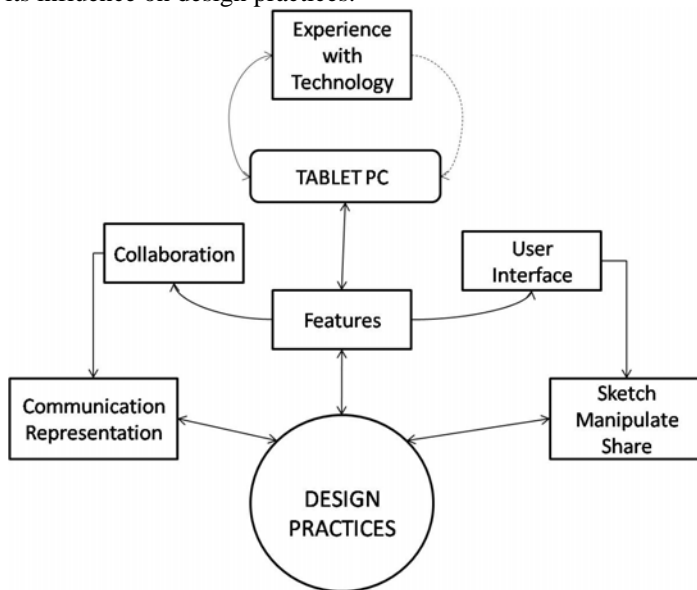 its influence on design practices.
Experience
with
Technology
TABLET PC
Collaboration
User
Interface
Features
Communication
Representation
Sketch
Manipulate
Share
DESIGN
PRACTICES